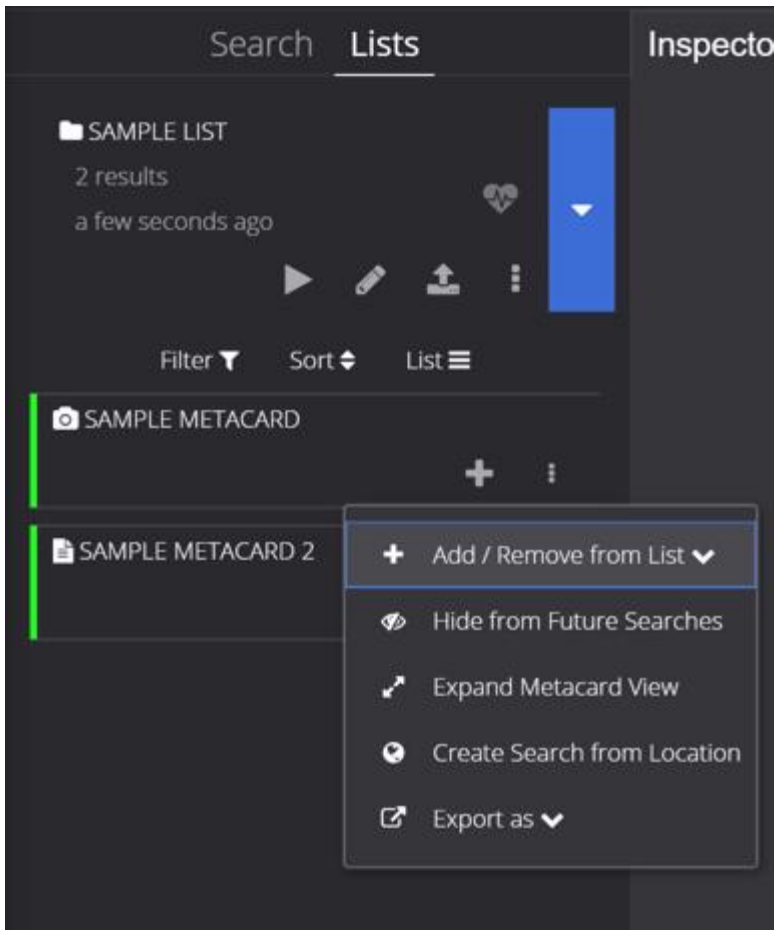 Search Lists
Inspecto
SAMPLE LIST
2 results
a few seconds ago
Filter Sort List
SAMPLE METACARD
SAMPLE METACARD 2
Add / Remove from List
Hide from Future Searches
Expand Metacard View
Create Search from Location
Export as